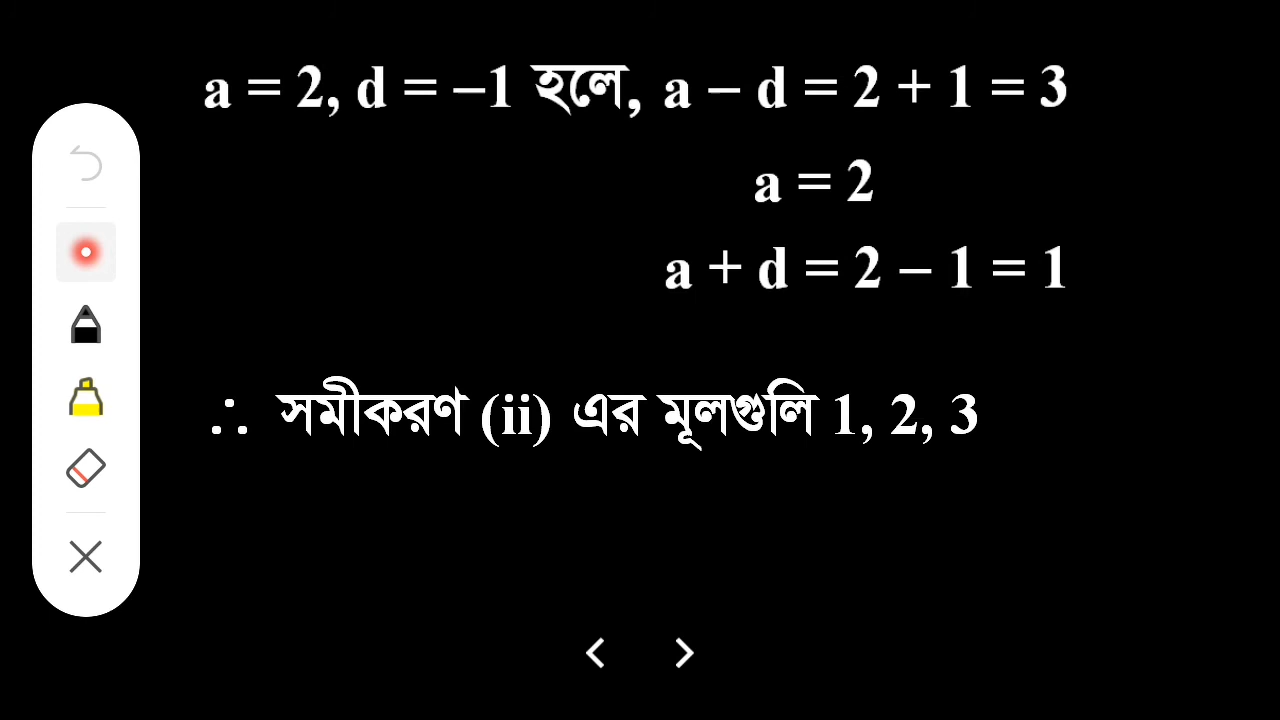 a = 2, d = –1 হলে, a – d = 2 + 1 = 3
a = 2
a + d = 2 – 1 = 1
∴ সমীকরণ (ii) এর মূলগুলি 1, 2, 3